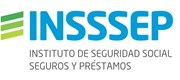 INSSSEP
INSTITUTO DE SEGURIDAD SOCIAL
SEGUROS Y PRÉSTAMOS